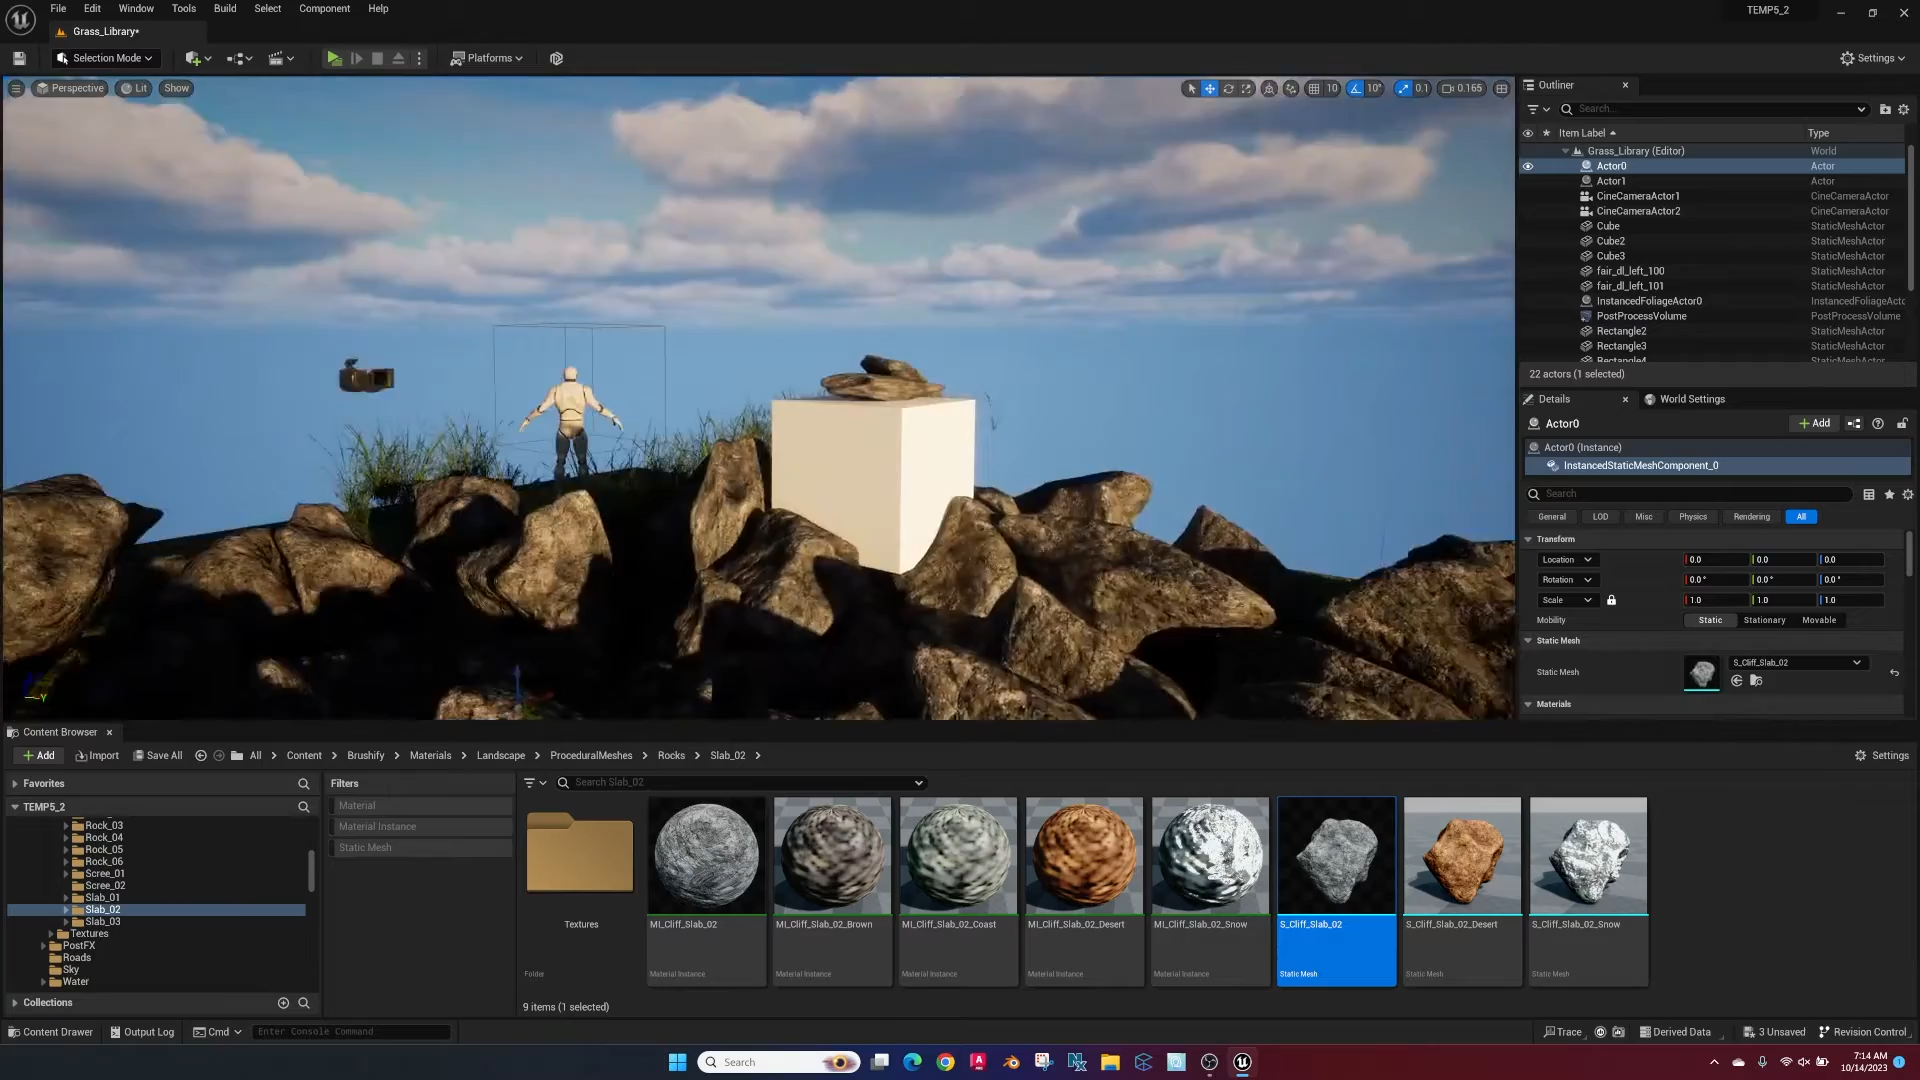 File Edit Window Tools Build Select Component Help
TEMP5_2
Grass_Library*
Selection Mode
Platforms
Settings
Perspective
Lit
Show
10
10°
0.1
0.165
Outliner
Search...
Item Label
Type
Grass_Library (Editor) World
Actor0 Actor
Actor1 Actor
CineCameraActor1 CineCameraActor
CineCameraActor2 CineCameraActor
Cube StaticMeshActor
Cube2 StaticMeshActor
Cube3 StaticMeshActor
fair_dl_left_100 StaticMeshActor
fair_dl_left_101 StaticMeshActor
InstancedFoliageActor0 InstancedFoliageActo
PostProcessVolume PostProcessVolume
Rectangle2 StaticMeshActor
Rectangle3 StaticMeshActor
Rectangle4 StaticMeshActor
22 actors (1 selected)
Details
World Settings
Actor0
Add
Actor0 (Instance)
InstancedStaticMeshComponent_0
Search
General LOD Misc Physics Rendering All
Transform
Location 0.0 0.0 0.0
Rotation 0.0° 0.0° 0.0°
Scale 1.0 1.0 1.0
Mobility Static Stationary Movable
Static Mesh
Static Mesh S_Cliff_Slab_02
Materials
Y
Content Browser
Add Import Save All All Content Brushify Materials Landscape ProceduralMeshes Rocks Slab_02
Settings
Favorites
TEMP5_2
Rock_03
Rock_04
Rock_05
Rock_06
Scree_01
Scree_02
Slab_01
Slab_02
Slab_03
Textures
PostFX
Roads
Sky
Water
Collections
Filters
Material
Material Instance
Static Mesh
Search Slab_02
Textures
Folder
MI_Cliff_Slab_02
Material Instance
MI_Cliff_Slab_02_Brown
Material Instance
MI_Cliff_Slab_02_Coast
Material Instance
MI_Cliff_Slab_02_Desert
Material Instance
MI_Cliff_Slab_02_Snow
Material Instance
S_Cliff_Slab_02
Static Mesh
S_Cliff_Slab_02_Desert
Static Mesh
S_Cliff_Slab_02_Snow
Static Mesh
9 items (1 selected)
Content Drawer
Output Log
Cmd
Enter Console Command
Trace
Derived Data
3 Unsaved
Revision Control
Search
7:14 AM
10/14/2023